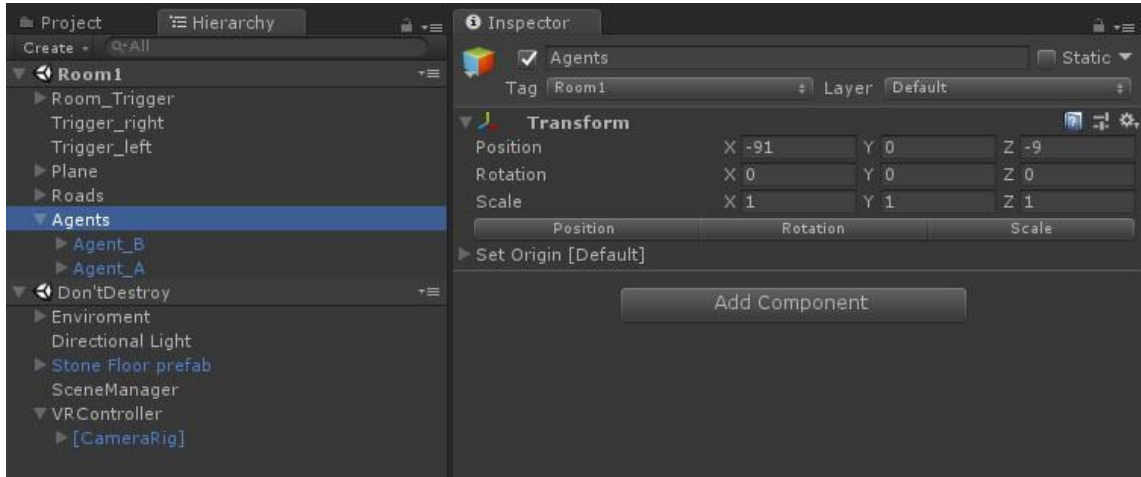 Project
Hierarchy
Create
All
Room1
Room_Trigger
Trigger_right
Trigger_left
Plane
Roads
Agents
Agent_B
Agent_A
Don'tDestroy
Enviroment
Directional Light
Stone Floor prefab
SceneManager
VRController
[CameraRig]
Inspector
Agents Static
Tag Room1 Layer Default
Transform
Position X -91 Y 0 Z -9
Rotation X 0 Y 0 Z 0
Scale X 1 Y 1 Z 1
Position Rotation Scale
Set Origin [Default]
Add Component